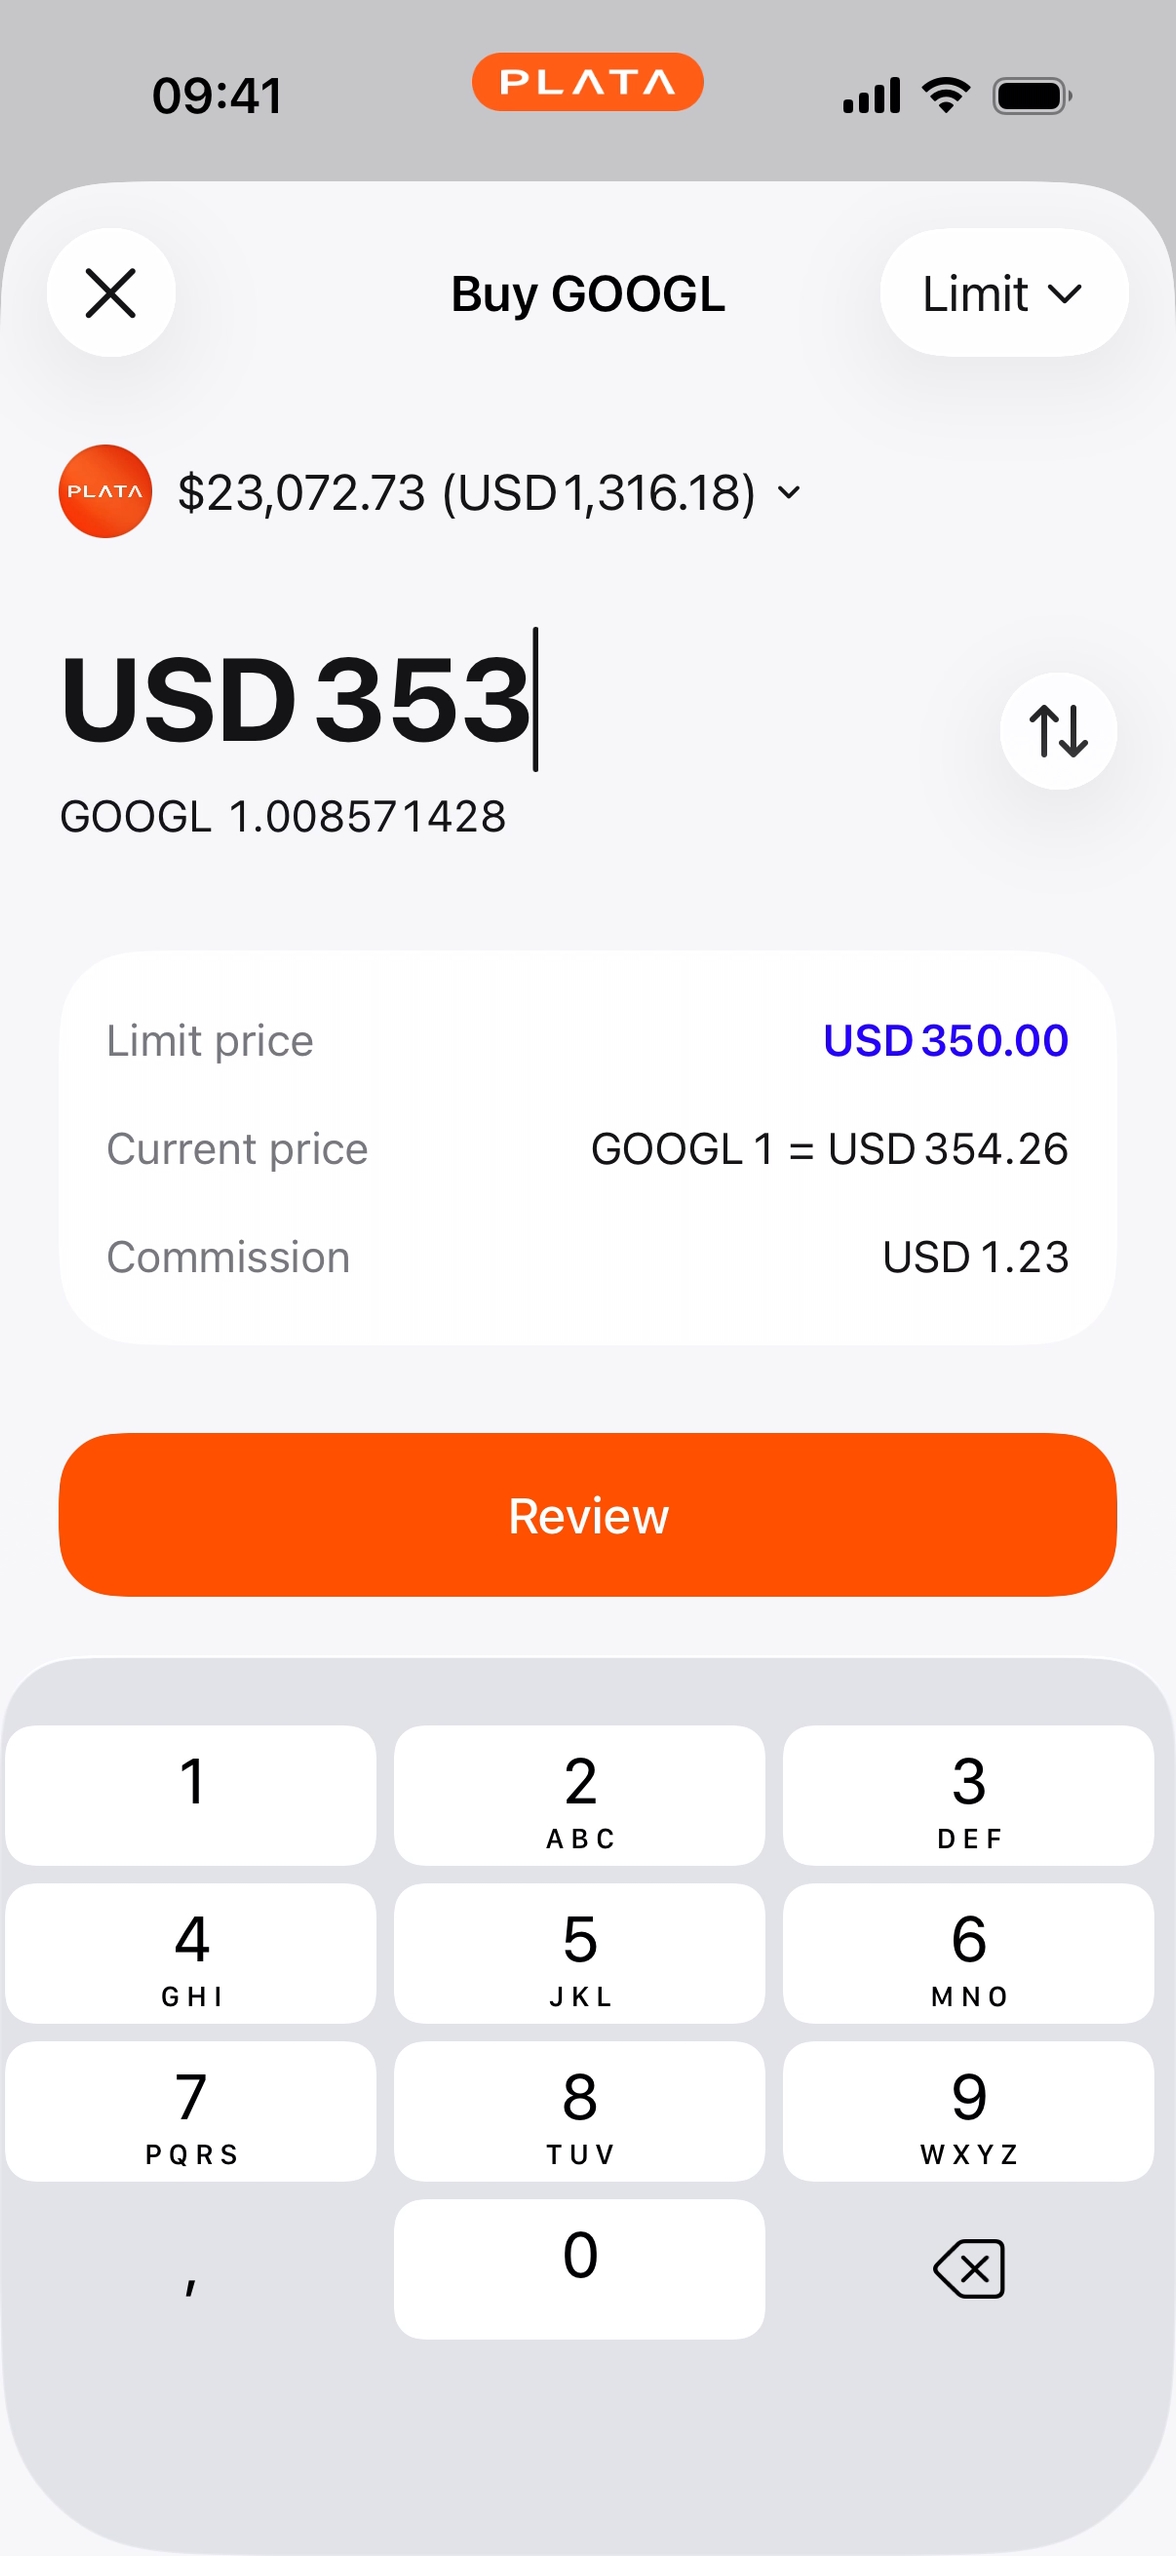 09:41
PLATA
Buy GOOGL
Limit
PLATA
$23,072.73 (USD 1,316.18)
USD 353
GOOGL 1.008571428
Limit price USD 350.00
Current price GOOGL 1 = USD 354.26
Commission USD 1.23
Review
1 2 3
ABC DEF
4 5 6
GHI JKL MNO
7 8 9
PQRS TUV WXYZ
, 0